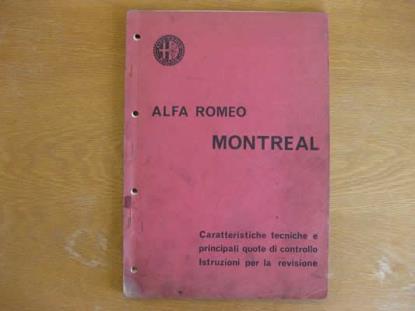 ALFA ROMEO
MONTREAL
Caratteristiche tecniche e
principali quote di controllo
Istruzioni per la revisione